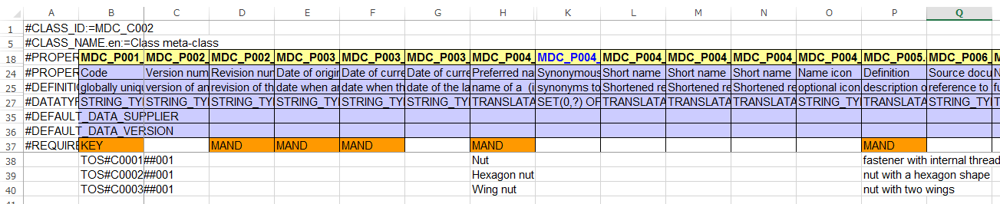 A B C D E F G H K L M N O P Q
1 #CLASS_ID:=MDC_C002
5 #CLASS_NAME.en:=Class meta-class
18 #PROPER MDC_P001_ MDC_P002_ MDC_P002_ MDC_P003_ MDC_P003_ MDC_P003_ MDC_P004_ MDC_P004_ MDC_P004_ MDC_P004_ MDC_P004_ MDC_P004_ MDC_P005. MDC_P006_
24 #PROPER Code Version num Revision num Date of origin Date of curre Date of curre Preferred na Synonymous Short name Short name Short name Name icon Definition Source docu
25 #DEFINITI globally uniqu version of an revision of th date when ar date when th date of the la name of a (i synonyms to Shortened re Shortened re Shortened re optional icon description o reference to
27 #DATATY STRING_TY STRING_TY STRING_TY STRING_TY STRING_TY STRING_TY TRANSLATA SET(0,?) OF TRANSLATA TRANSLATA TRANSLATA STRING_TY TRANSLATA STRING_TY
35 #DEFAULT_DATA_SUPPLIER
36 #DEFAULT_DATA_VERSION
37 #REQUIRE KEY MAND MAND MAND MAND MAND
38 TOS#C0001##001 Nut fastener with internal thread
39 TOS#C0002##001 Hexagon nut nut with a hexagon shape
40 TOS#C0003##001 Wing nut nut with two wings